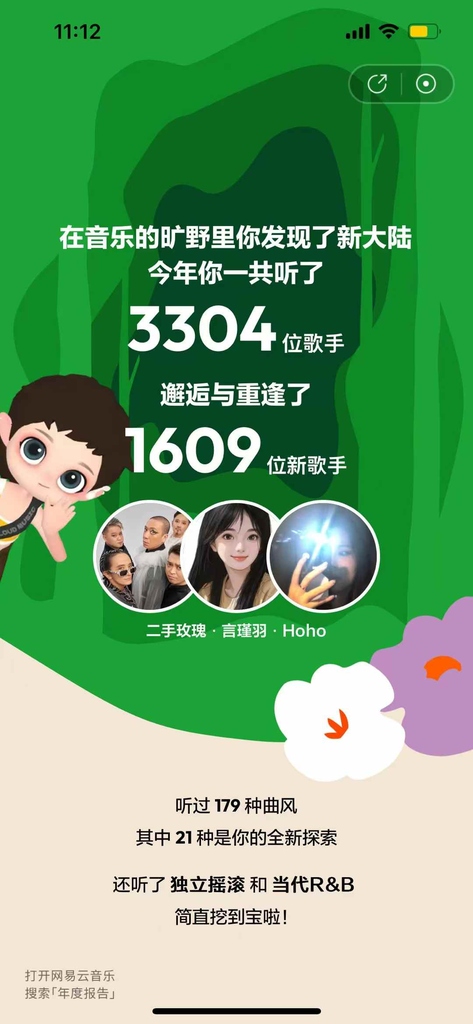 11:12
在音乐的旷野里你发现了新大陆
今年你一共听了
3304 位歌手
邂逅与重逢了
1609 位新歌手
LOUD MUSIC
二手玫瑰 · 言瑾羽 · Hoho
听过 179 种曲风
其中 21 种是你的全新探索
还听了 独立摇滚 和 当代R&B
简直挖到宝啦！
打开网易云音乐
搜索「年度报告」